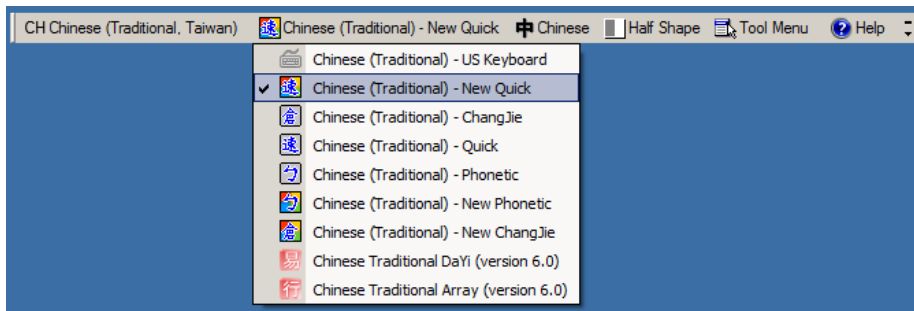 CH Chinese (Traditional, Taiwan) 速 Chinese (Traditional) - New Quick 中 Chinese Half Shape Tool Menu ? Help
Chinese (Traditional) - US Keyboard
速 Chinese (Traditional) - New Quick
倉 Chinese (Traditional) - ChangJie
速 Chinese (Traditional) - Quick
ㄅ Chinese (Traditional) - Phonetic
ㄅ Chinese (Traditional) - New Phonetic
倉 Chinese (Traditional) - New ChangJie
易 Chinese Traditional DaYi (version 6.0)
行 Chinese Traditional Array (version 6.0)